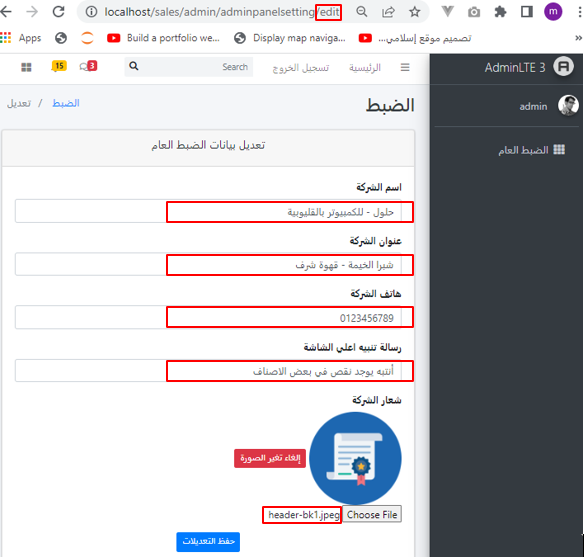 localhost/sales/admin/adminpanelsetting/edit
m
Apps
Build a portfolio we...
Display map naviga...
تصميم موقع إسلامي...
»
AdminLTE 3
الرئيسية
تسجيل الخروج
Search
3
15
admin
الضبط العام
الضبط
الضبط / تعديل
تعديل بيانات الضبط العام
اسم الشركة
حلول - للكمبيوتر بالقليوبية
عنوان الشركة
شبرا الخيمة - قهوة شرف
هاتف الشركة
0123456789
رسالة تنبيه اعلي الشاشة
أنتبه يوجد نقص في بعض الاصناف
شعار الشركة
إلغاء تغير الصورة
Choose File header-bk1.jpeg
حفظ التعديلات